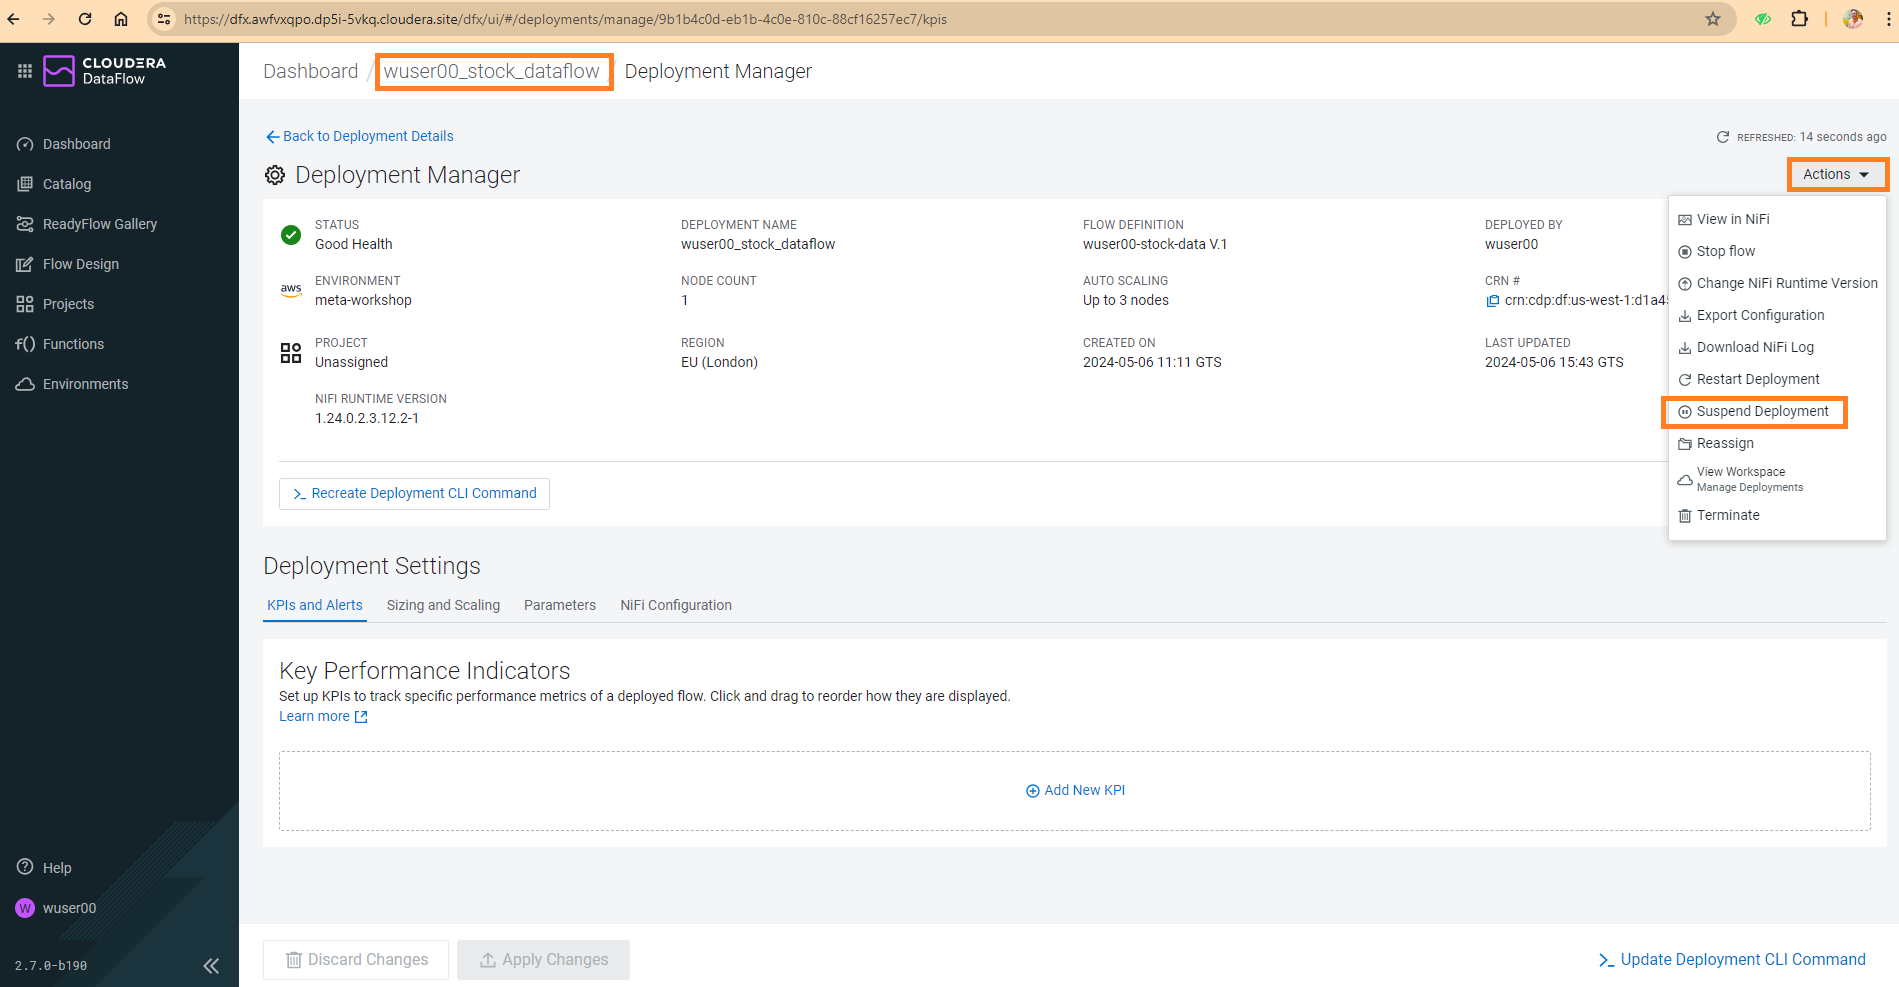 https://dfx.awfvxqpo.dp5i-5vkq.cloudera.site/dfx/ui/#/deployments/manage/9b1b4c0d-eb1b-4c0e-810c-88cf16257ec7/kpis
CLOUDERA
DataFlow
Dashboard
Catalog
ReadyFlow Gallery
Flow Design
Projects
Functions
Environments
Help
W wuser00
2.7.0-b190
Dashboard / wuser00_stock_dataflow / Deployment Manager
Back to Deployment Details
REFRESHED: 14 seconds ago
Deployment Manager
Actions
STATUS
Good Health
DEPLOYMENT NAME
wuser00_stock_dataflow
FLOW DEFINITION
wuser00-stock-data V.1
DEPLOYED BY
wuser00
aws
ENVIRONMENT
meta-workshop
NODE COUNT
1
AUTO SCALING
Up to 3 nodes
CRN #
crn:cdp:df:us-west-1:d1a45
PROJECT
Unassigned
REGION
EU (London)
CREATED ON
2024-05-06 11:11 GTS
LAST UPDATED
2024-05-06 15:43 GTS
NIFI RUNTIME VERSION
1.24.0.2.3.12.2-1
View in NiFi
Stop flow
Change NiFi Runtime Version
Export Configuration
Download NiFi Log
Restart Deployment
Suspend Deployment
Reassign
View Workspace
Manage Deployments
Terminate
>_ Recreate Deployment CLI Command
Deployment Settings
KPIs and Alerts Sizing and Scaling Parameters NiFi Configuration
Key Performance Indicators
Set up KPIs to track specific performance metrics of a deployed flow. Click and drag to reorder how they are displayed.
Learn more
Add New KPI
Discard Changes
Apply Changes
>_ Update Deployment CLI Command